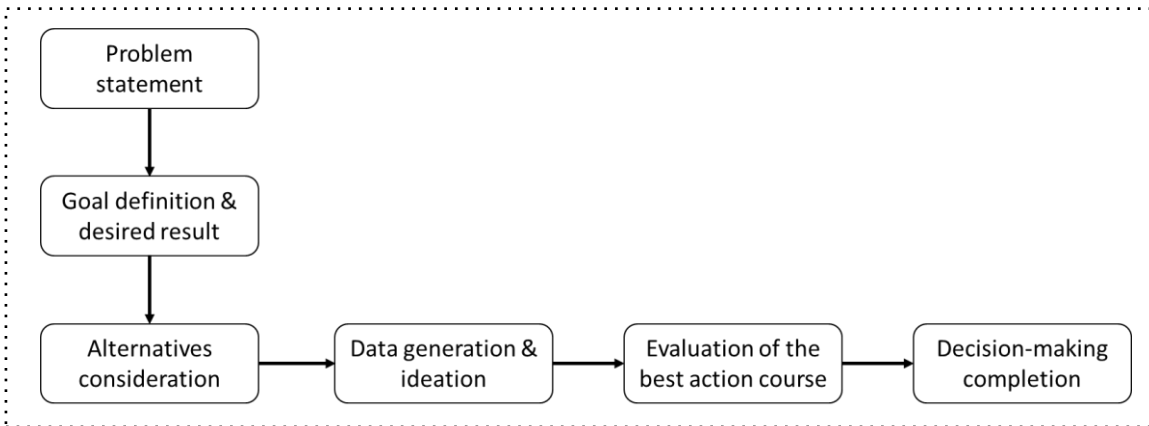 Problem
statement
Goal definition &
desired result
Alternatives
consideration
Data generation &
ideation
Evaluation of the
best action course
Decision-making
completion